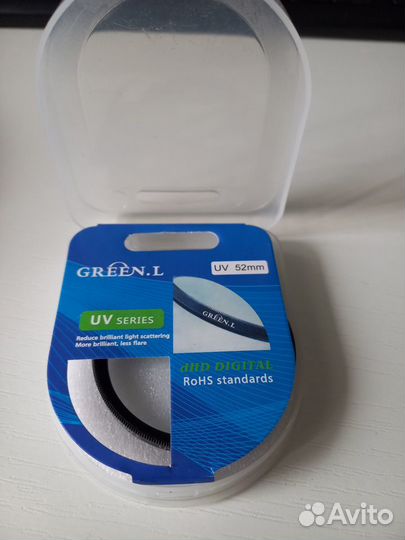 GREEN.L
UV 52mm
GREEN.L
UV SERIES
Reduce brilliant light scattering
More brilliant, less flare
dHD DIGITAL
RoHS standards
Avito